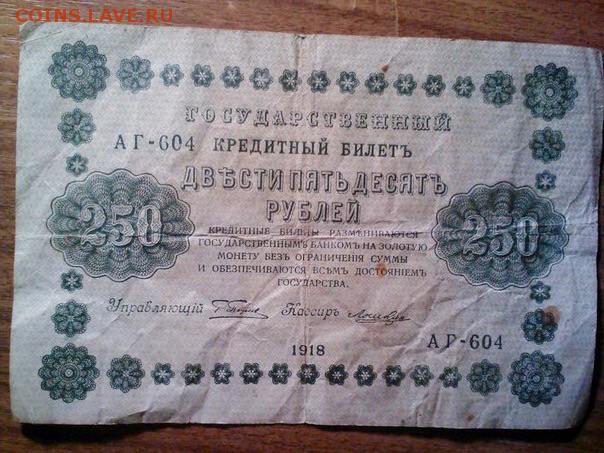 COINS.LAVE.RU
ГОСУДАРСТВЕННЫЙ
АГ-604 КРЕДИТНЫЙ БИЛЕТЪ
ДВѢСТИ ПЯТЬДЕСЯТЪ
РУБЛЕЙ
250 250
КРЕДИТНЫЕ БИЛЕТЫ РАЗМѢНИВАЮТСЯ
ГОСУДАРСТВЕННЫМЪ БАНКОМЪ НА ЗОЛОТУЮ
МОНЕТУ БЕЗЪ ОГРАНИЧЕНІЯ СУММЫ
И ОБЕЗПЕЧИВАЮТСЯ ВСѢМЪ ДОСТОЯНІЕМЪ
ГОСУДАРСТВА.
Управляющій Кассиръ
1918 АГ-604